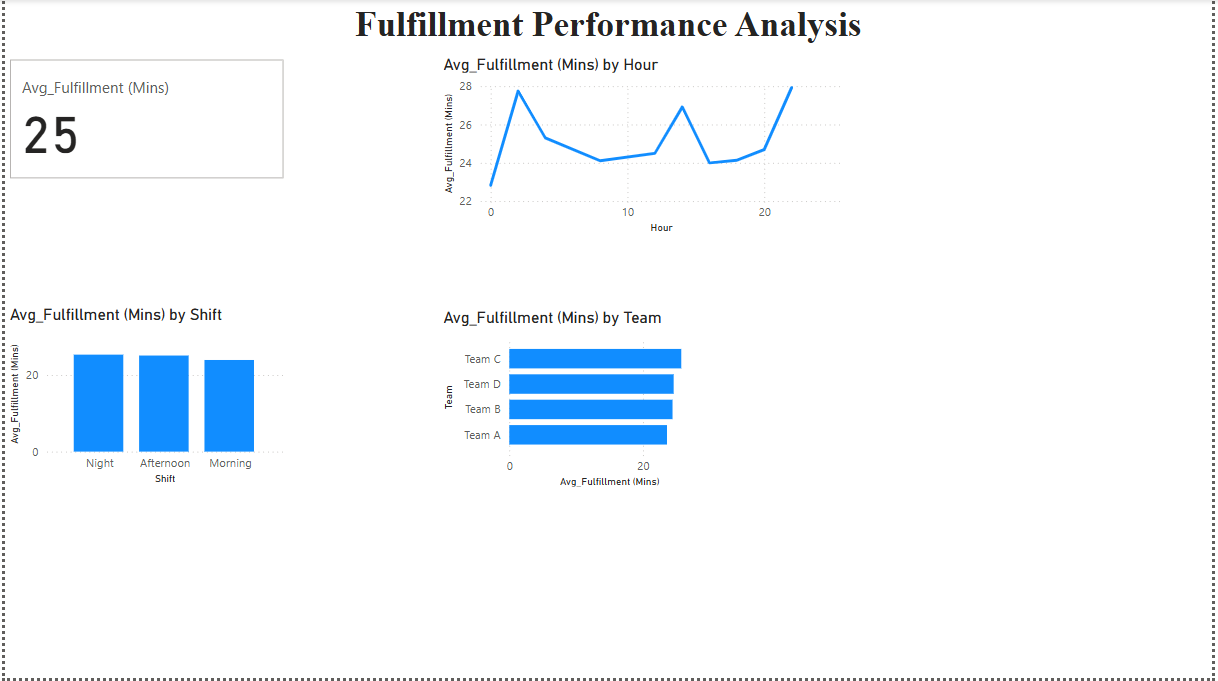 Fulfillment Performance Analysis
Avg_Fulfillment (Mins)
25
Avg_Fulfillment (Mins) by Hour
Avg_Fulfillment (Mins)
28
26
24
22
0 10 20
Hour
Avg_Fulfillment (Mins) by Shift
Avg_Fulfillment (Mins)
20
0
Night Afternoon Morning
Shift
Avg_Fulfillment (Mins) by Team
Team
Team C
Team D
Team B
Team A
0 20
Avg_Fulfillment (Mins)